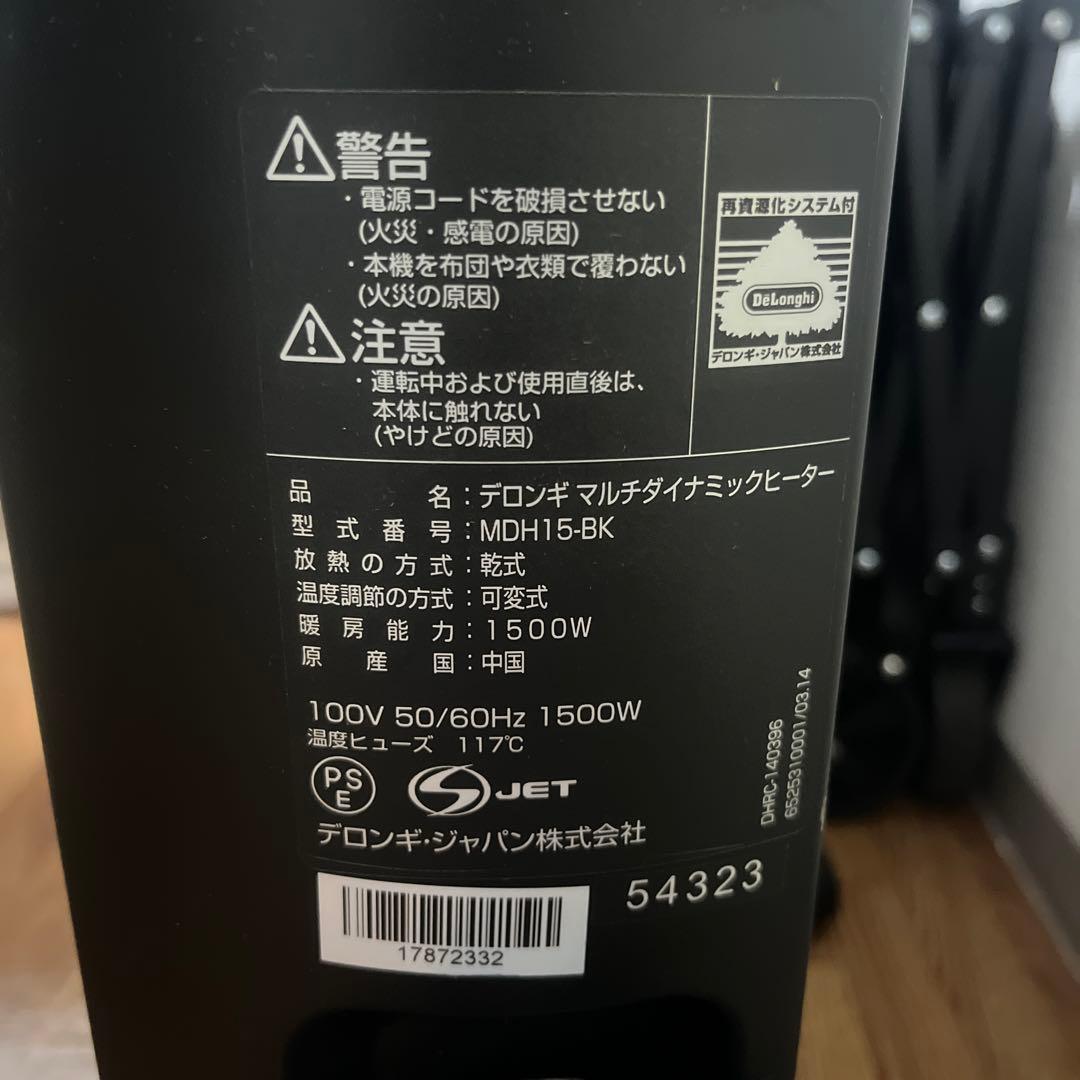 警告
・電源コードを破損させない
(火災・感電の原因)
・本機を布団や衣類で覆わない
(火災の原因)
注意
・運転中および使用直後は、
本体に触れない
(やけどの原因)
再資源化システム付
DeLonghi
デロンギ・ジャパン株式会社
品名：デロンギ マルチダイナミックヒーター
型式番号：MDH15-BK
放熱の方式：乾式
温度調節の方式：可変式
暖房能力：1500W
原産国：中国
100V 50/60Hz 1500W
温度ヒューズ 117℃
PSE
JET
デロンギ・ジャパン株式会社
DHRC-140396
6525310001/03.14
54323
17872332